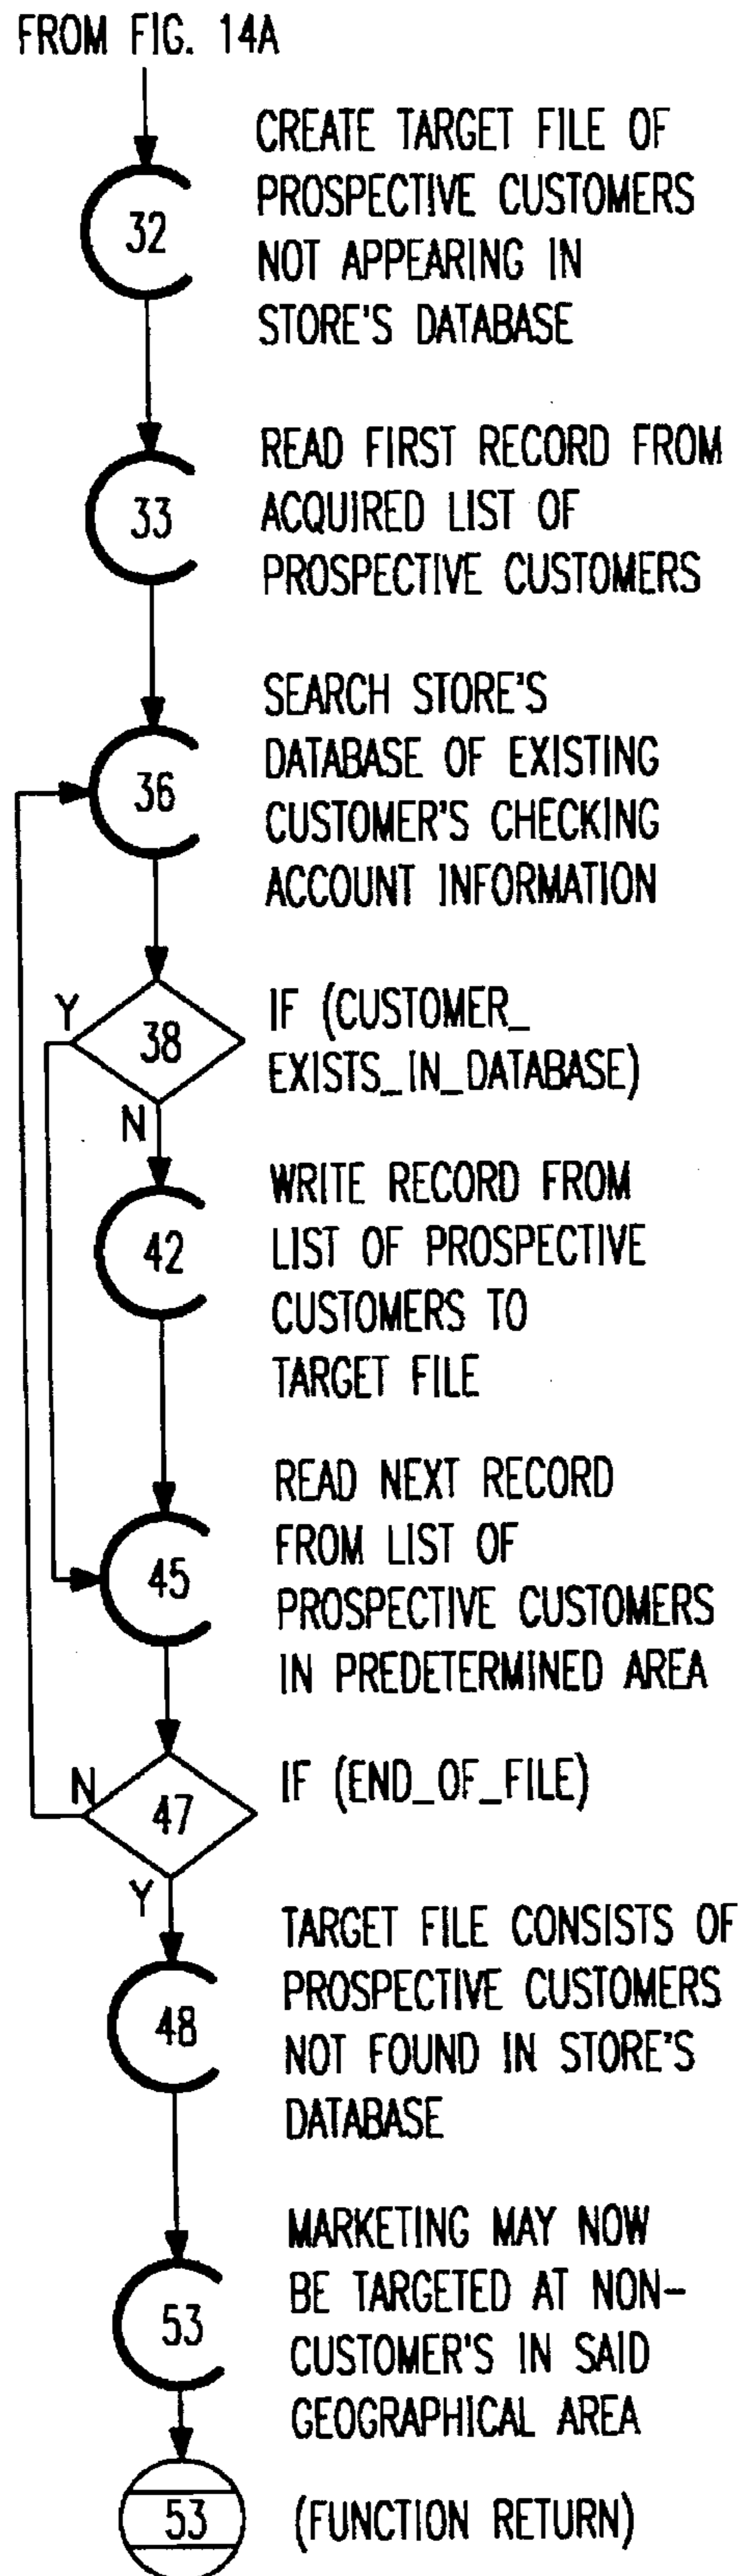 FROM FIG. 14A
32
CREATE TARGET FILE OF
PROSPECTIVE CUSTOMERS
NOT APPEARING IN
STORE'S DATABASE
33
READ FIRST RECORD FROM
ACQUIRED LIST OF
PROSPECTIVE CUSTOMERS
36
SEARCH STORE'S
DATABASE OF EXISTING
CUSTOMER'S CHECKING
ACCOUNT INFORMATION
Y
38
N
IF (CUSTOMER_
EXISTS_IN_DATABASE)
42
WRITE RECORD FROM
LIST OF PROSPECTIVE
CUSTOMERS TO
TARGET FILE
45
READ NEXT RECORD
FROM LIST OF
PROSPECTIVE CUSTOMERS
IN PREDETERMINED AREA
N
47
Y
IF (END_OF_FILE)
48
TARGET FILE CONSISTS OF
PROSPECTIVE CUSTOMERS
NOT FOUND IN STORE'S
DATABASE
53
MARKETING MAY NOW
BE TARGETED AT NON-
CUSTOMER'S IN SAID
GEOGRAPHICAL AREA
53
(FUNCTION RETURN)